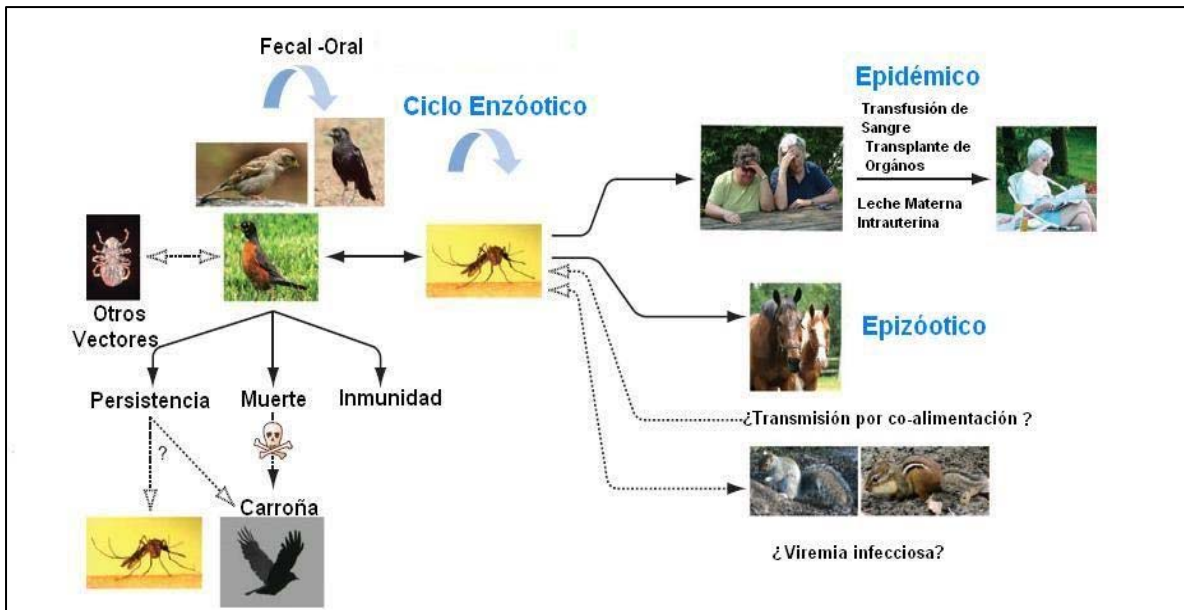 Fecal -Oral
Ciclo Enzóotico
Epidémico
Transfusión de
Sangre
Transplante de
Orgános
Leche Materna
Intrauterina
Otros
Vectores
Epizóotico
Persistencia
Muerte
Inmunidad
¿Transmisión por co-alimentación ?
?
Carroña
¿Viremia infecciosa?